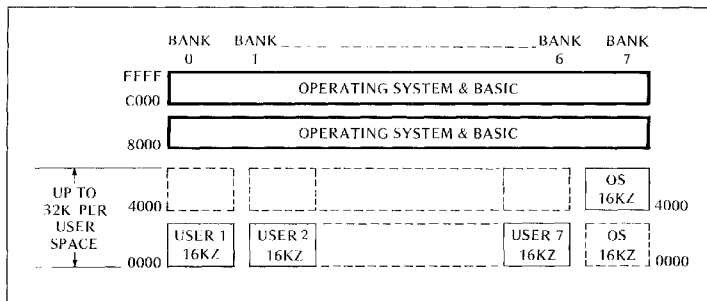 BANK BANK BANK BANK
0 1 6 7
FFFF
OPERATING SYSTEM & BASIC
C000
OPERATING SYSTEM & BASIC
8000
UP TO
32K PER
USER
SPACE
OS
16KZ
4000 4000
USER 1
16KZ
USER 2
16KZ
USER 7
16KZ
OS
16KZ
0000 0000